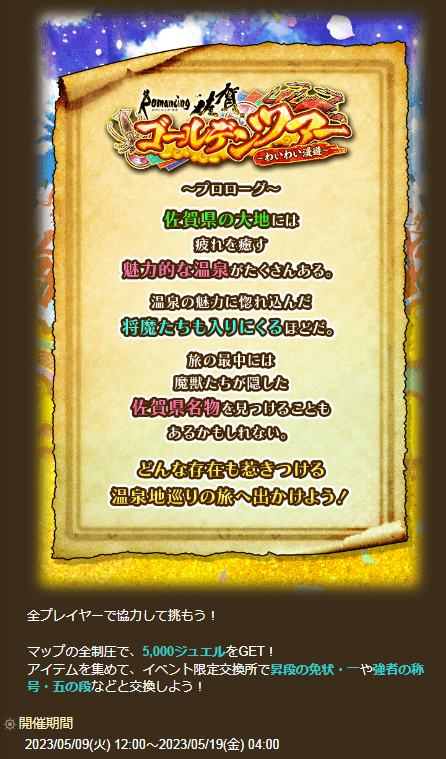 Romancing 佐賀
ゴールデンツアー
～わいわい漫遊～
～プロローグ～
佐賀県の大地には
疲れを癒す
魅力的な温泉がたくさんある。
温泉の魅力に惚れ込んだ
将魔たちも入りにくるほどだ。
旅の最中には
魔獣たちが隠した
佐賀県名物を見つけることも
あるかもしれない。
どんな存在も惹きつける
温泉地巡りの旅へ出かけよう！
全プレイヤーで協力して挑もう！
マップの全制圧で、5,000ジュエルをGET！
アイテムを集めて、イベント限定交換所で昇段の免状・一や強者の称
号・五の段などと交換しよう！
開催期間
2023/05/09(火) 12:00～2023/05/19(金) 04:00